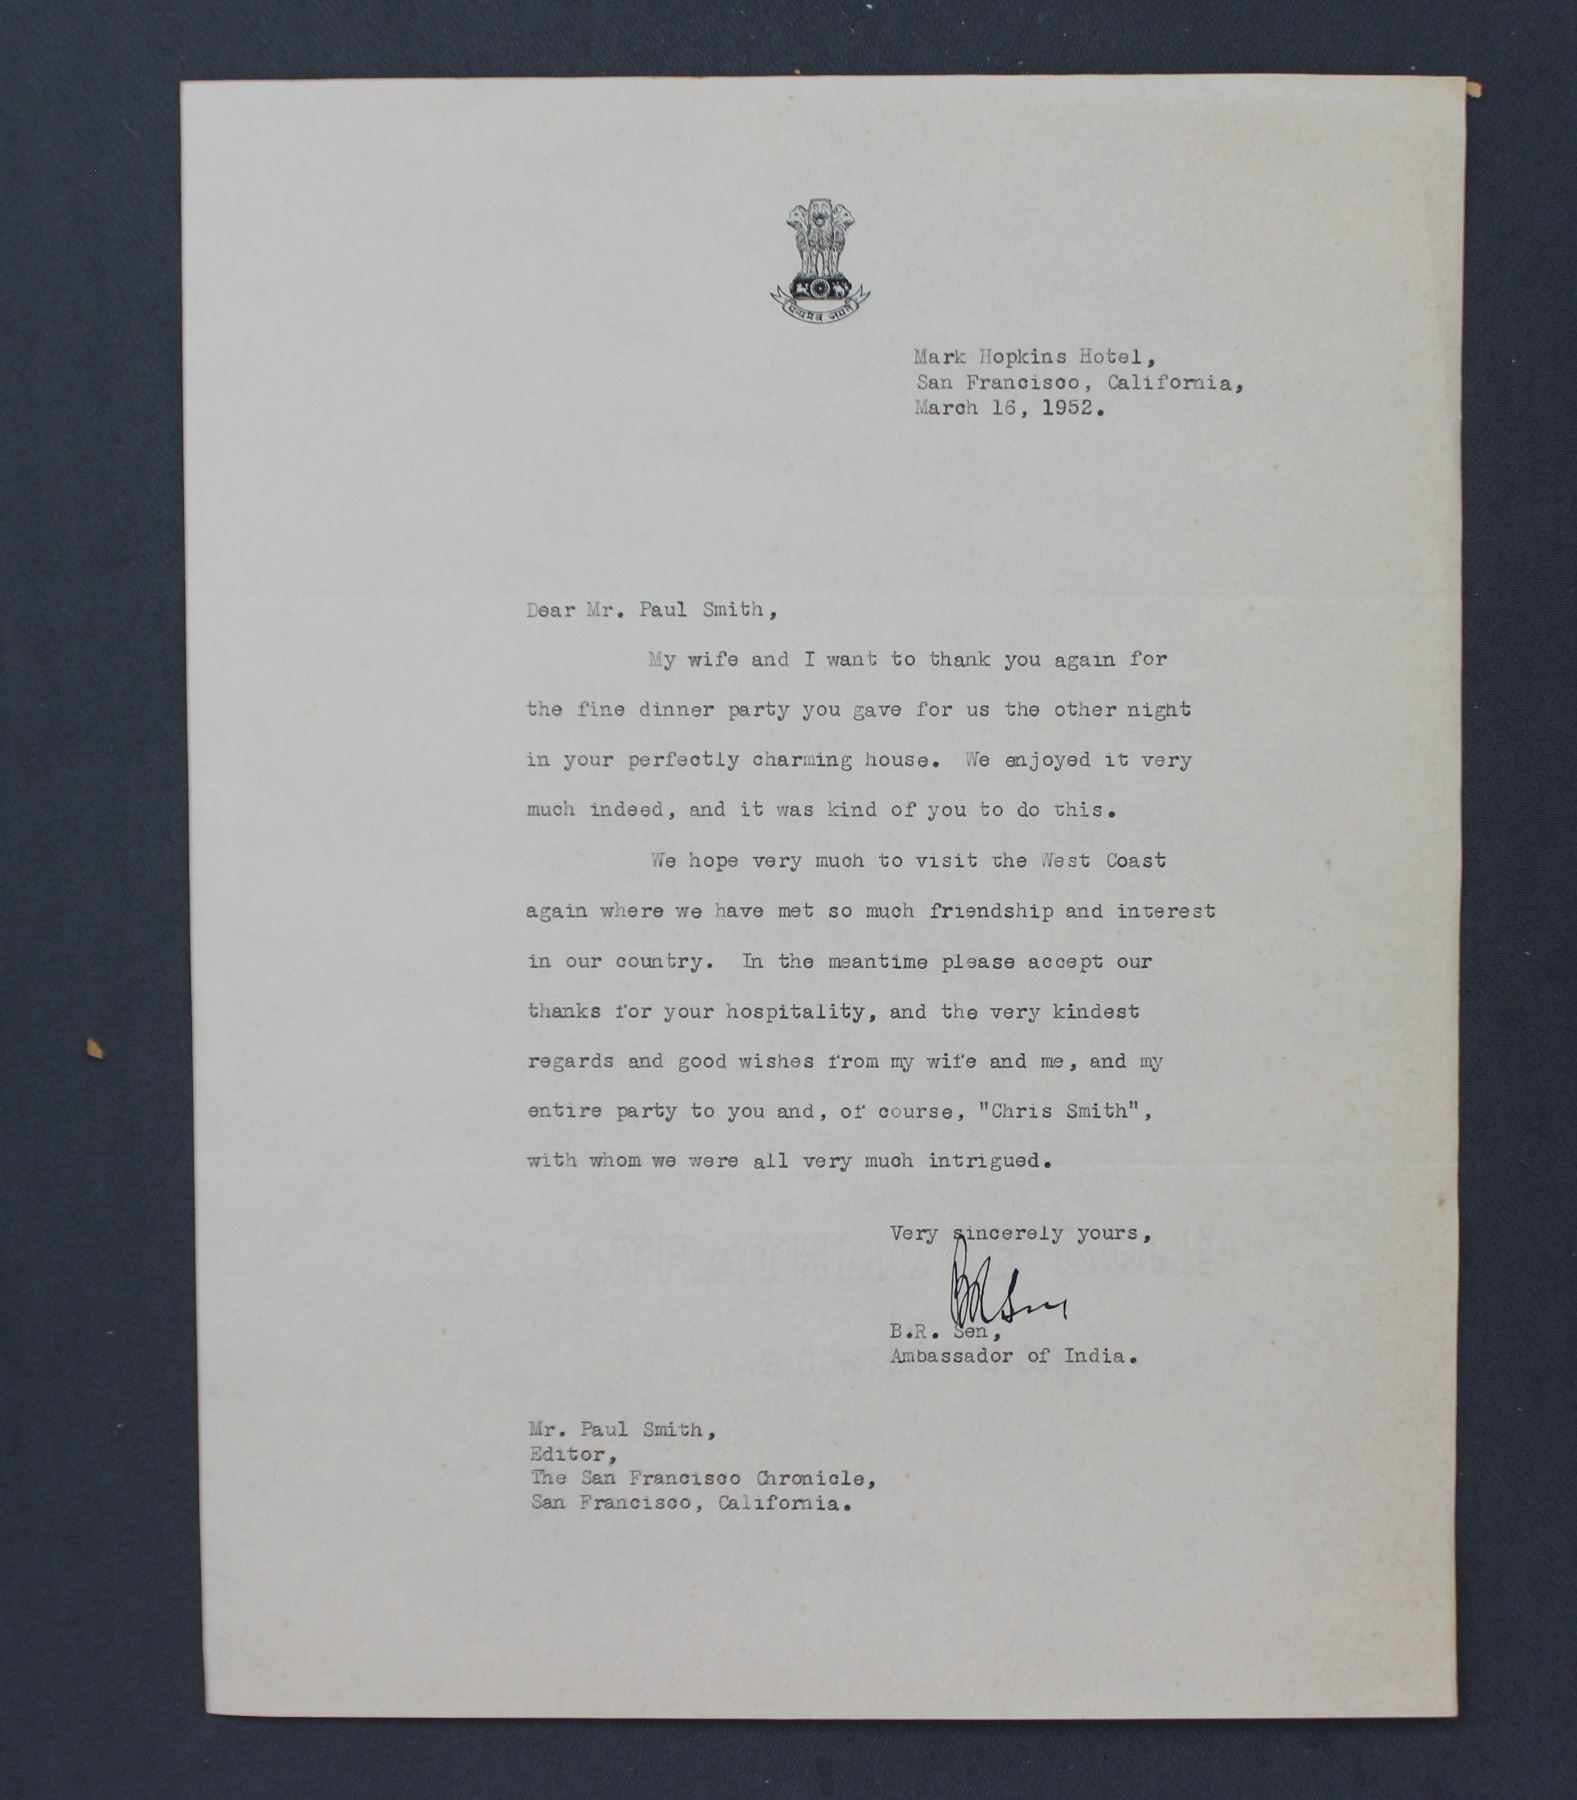 सत्यमेव जयते
Mark Hopkins Hotel,
San Francisco, California,
March 16, 1952.
Dear Mr. Paul Smith,
My wife and I want to thank you again for
the fine dinner party you gave for us the other night
in your perfectly charming house. We enjoyed it very
much indeed, and it was kind of you to do this.
We hope very much to visit the West Coast
again where we have met so much friendship and interest
in our country. In the meantime please accept our
thanks for your hospitality, and the very kindest
regards and good wishes from my wife and me, and my
entire party to you and, of course, "Chris Smith",
with whom we were all very much intrigued.
Very sincerely yours,
BRSen
B.R. Sen,
Ambassador of India.
Mr. Paul Smith,
Editor,
The San Francisco Chronicle,
San Francisco, California.